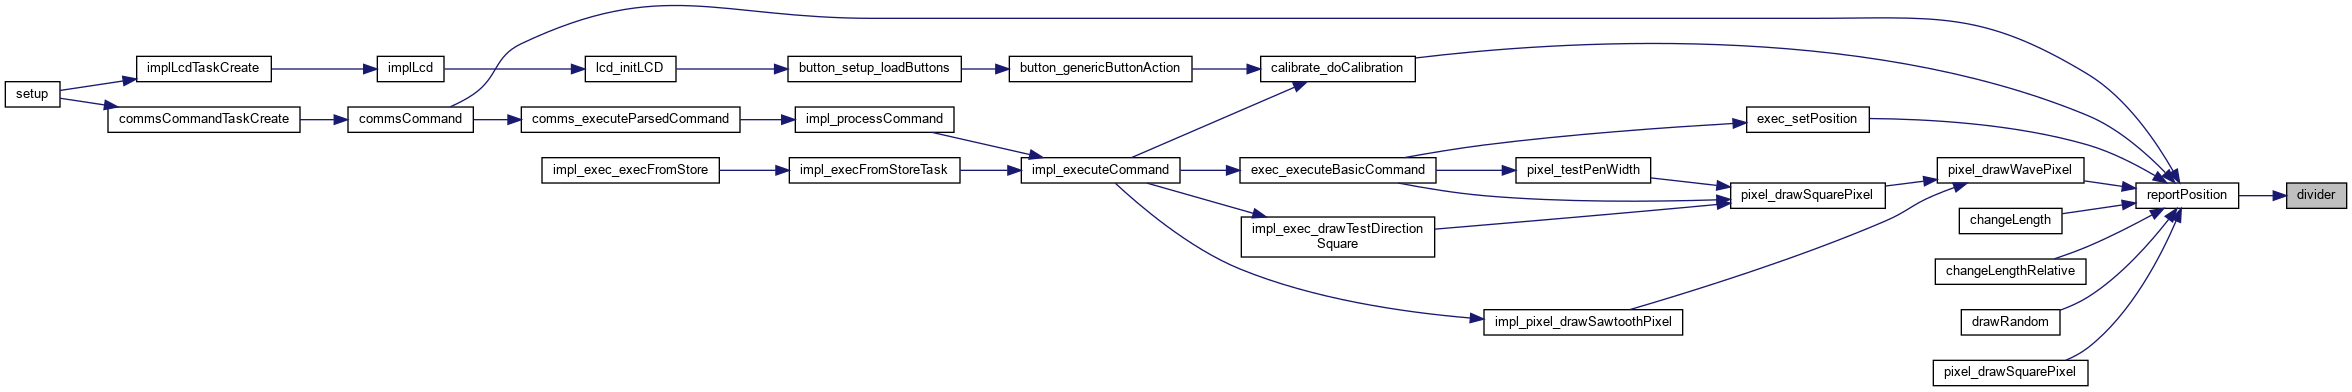 setup
implLcdTaskCreate
commsCommandTaskCreate
implLcd
commsCommand
lcd_initLCD
comms_executeParsedCommand
impl_exec_execFromStore
button_setup_loadButtons
impl_processCommand
impl_execFromStoreTask
button_genericButtonAction
impl_executeCommand
calibrate_doCalibration
exec_executeBasicCommand
impl_exec_drawTestDirection
Square
pixel_testPenWidth
impl_pixel_drawSawtoothPixel
exec_setPosition
pixel_drawSquarePixel
pixel_drawWavePixel
changeLength
changeLengthRelative
drawRandom
pixel_drawSquarePixel
reportPosition
divider